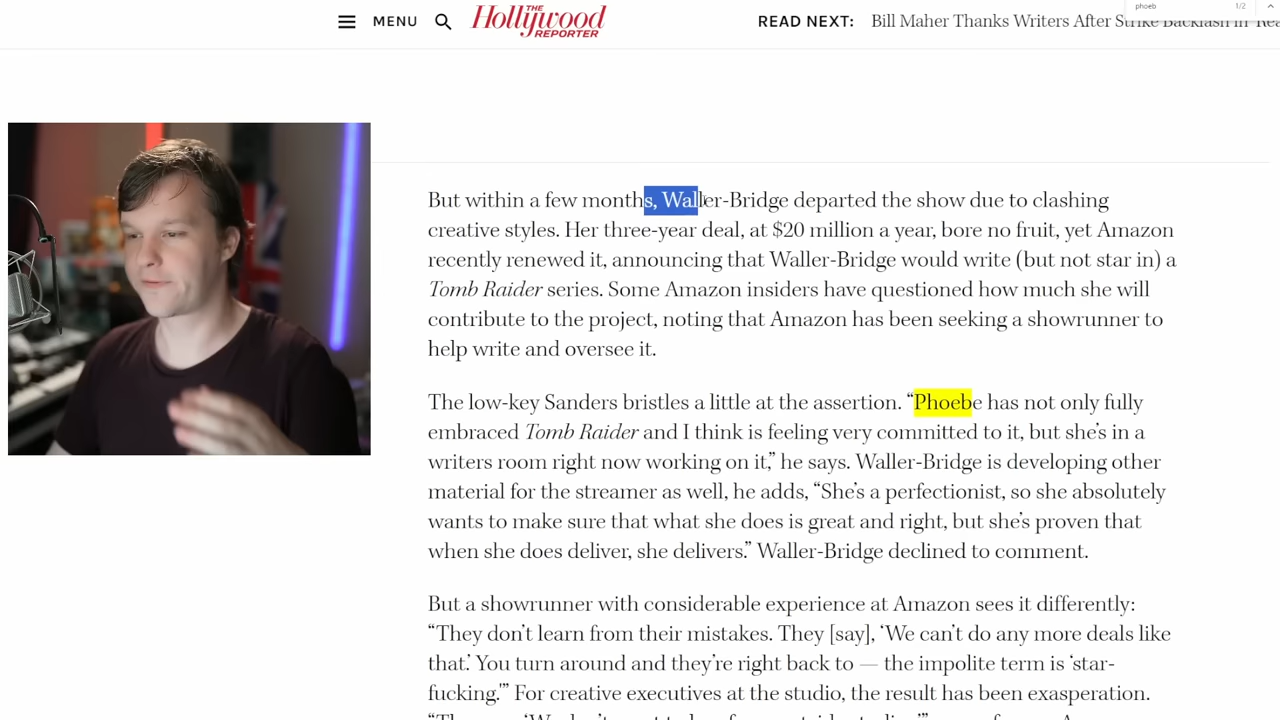 phoeb 1/2
MENU THE Hollywood REPORTER READ NEXT: Bill Maher Thanks Writers After Strike Backlash in
But within a few months, Waller-Bridge departed the show due to clashing
creative styles. Her three-year deal, at $20 million a year, bore no fruit, yet Amazon
recently renewed it, announcing that Waller-Bridge would write (but not star in) a
Tomb Raider series. Some Amazon insiders have questioned how much she will
contribute to the project, noting that Amazon has been seeking a showrunner to
help write and oversee it.
The low-key Sanders bristles a little at the assertion. “Phoebe has not only fully
embraced Tomb Raider and I think is feeling very committed to it, but she’s in a
writers room right now working on it,” he says. Waller-Bridge is developing other
material for the streamer as well, he adds, “She’s a perfectionist, so she absolutely
wants to make sure that what she does is great and right, but she’s proven that
when she does deliver, she delivers.” Waller-Bridge declined to comment.
But a showrunner with considerable experience at Amazon sees it differently:
“They don’t learn from their mistakes. They [say], ‘We can’t do any more deals like
that.’ You turn around and they’re right back to — the impolite term is ‘star-
fucking.’” For creative executives at the studio, the result has been exasperation.